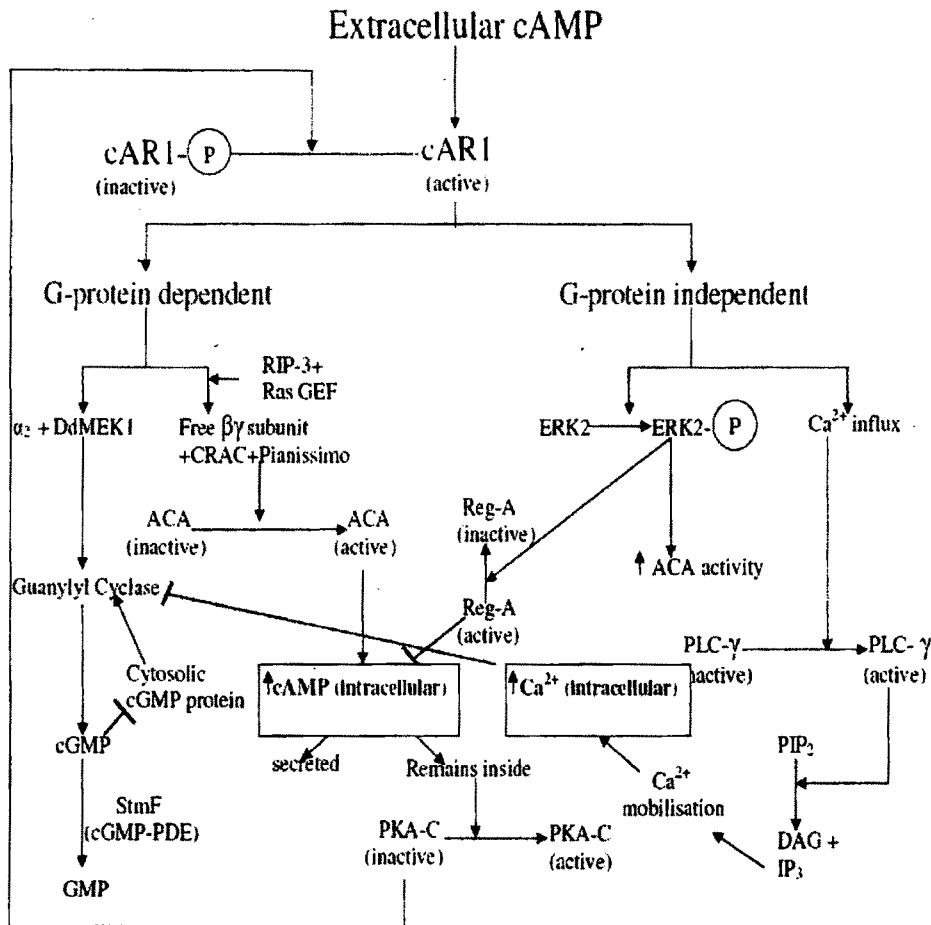 Extracellular cAMP
cAR1-P
(inactive)
cAR1
(active)
G-protein dependent
G-protein independent
RIP-3+
Ras GEF
α2 + DdMEK1
Free βγ subunit
+CRAC+Pianissimo
ERK2
ERK2-P
Ca2+ influx
ACA
(inactive)
ACA
(active)
Reg-A
(inactive)
↑ ACA activity
Guanylyl Cyclase
Reg-A
(active)
PLC-γ
nactive)
PLC- γ
(active)
Cytosolic
cGMP protein
↑cAMP (intracellular)
↑Ca2+ (intracellular)
cGMP
secreted
Remains inside
Ca2+
mobilisation
PIP2
StmF
(cGMP-PDE)
PKA-C
(inactive)
PKA-C
(active)
DAG +
IP3
GMP